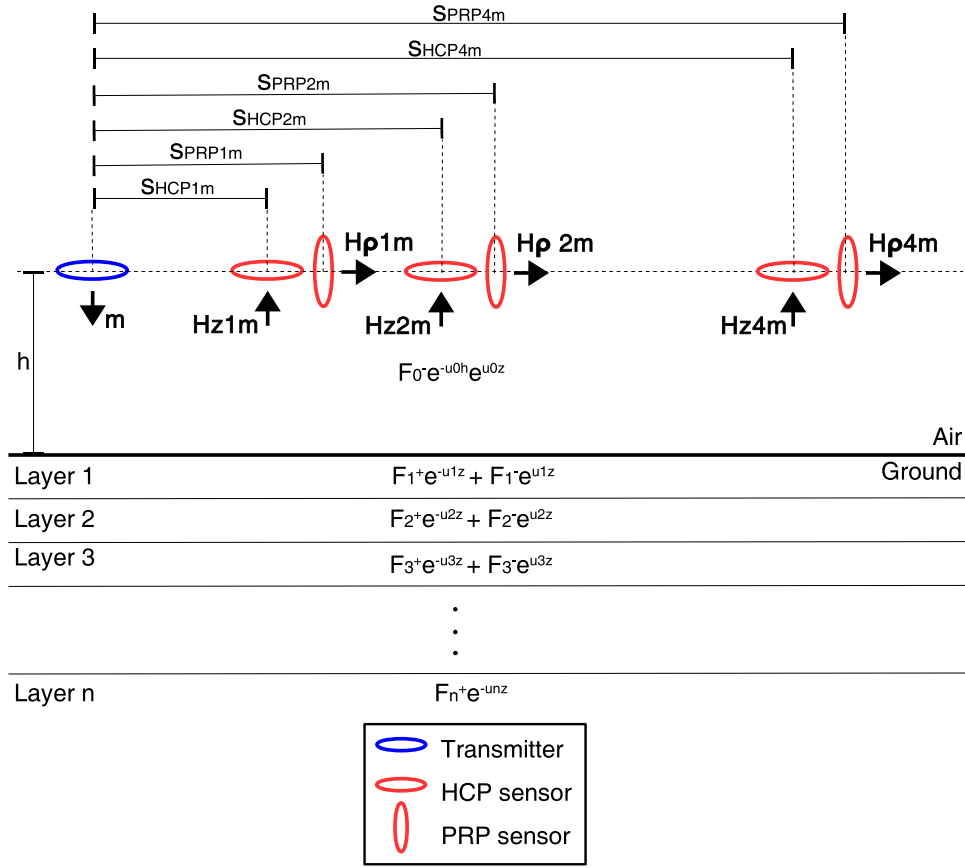 SPRP4m
SHCP4m
SPRP2m
SHCP2m
SPRP1m
SHCP1m
Hρ1m
Hρ 2m
Hρ4m
m
Hz1m
Hz2m
Hz4m
h
F0-e-u0heu0z
Air
Layer 1
F1+e-u1z + F1-eu1z
Ground
Layer 2
F2+e-u2z + F2-eu2z
Layer 3
F3+e-u3z + F3-eu3z
Layer n
Fn+e-unz
Transmitter
HCP sensor
PRP sensor